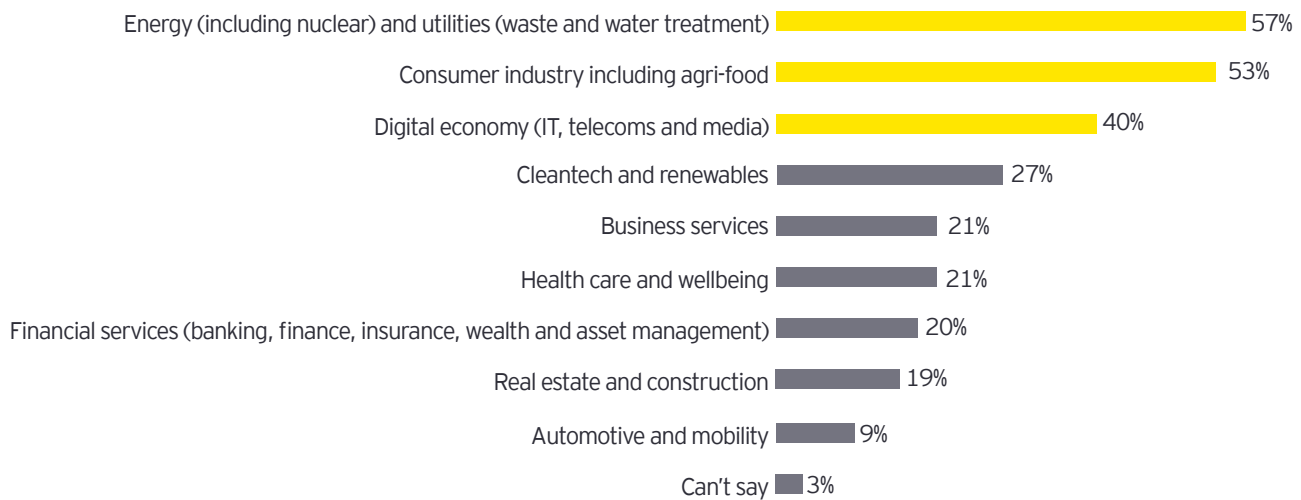 Energy (including nuclear) and utilities (waste and water treatment) 57%
Consumer industry including agri-food 53%
Digital economy (IT, telecoms and media) 40%
Cleantech and renewables 27%
Business services 21%
Health care and wellbeing 21%
Financial services (banking, finance, insurance, wealth and asset management) 20%
Real estate and construction 19%
Automotive and mobility 9%
Can't say 3%